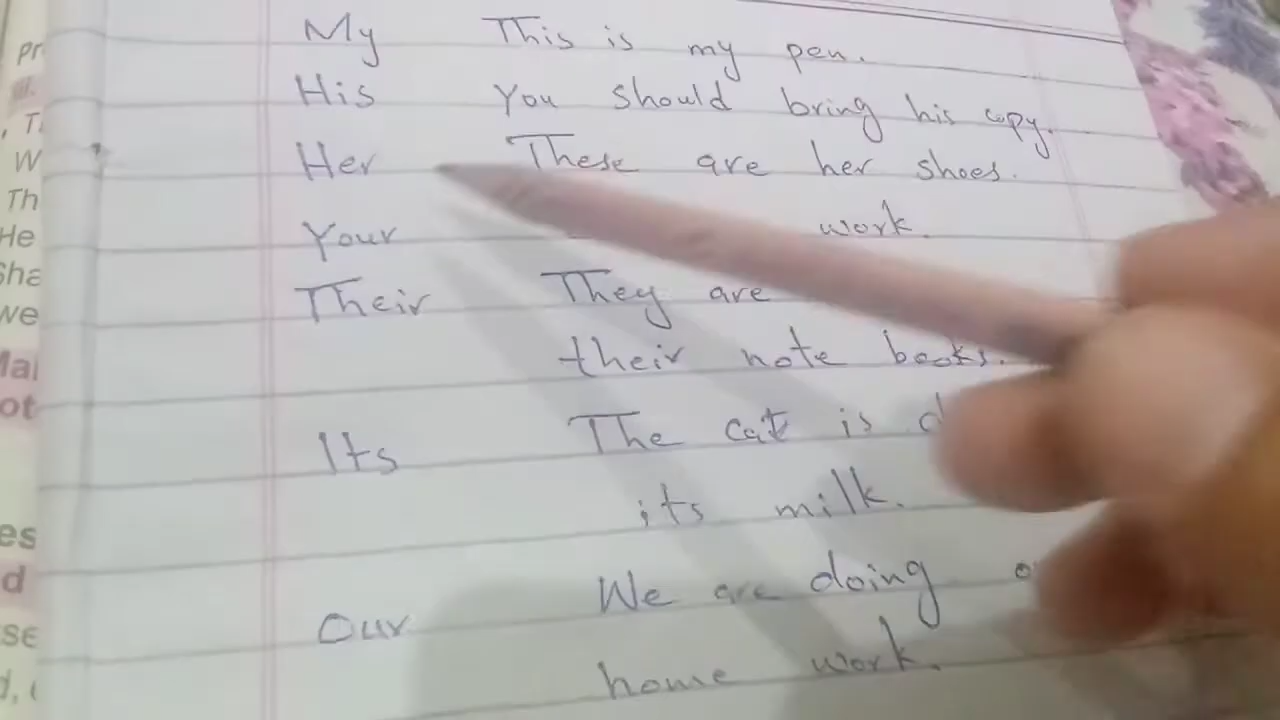 My This is my pen.
His You should bring his copy.
Her These are her shoes.
Your work.
Their They are
their note books.
Its The cat is
its milk.
Our We are doing
home work.